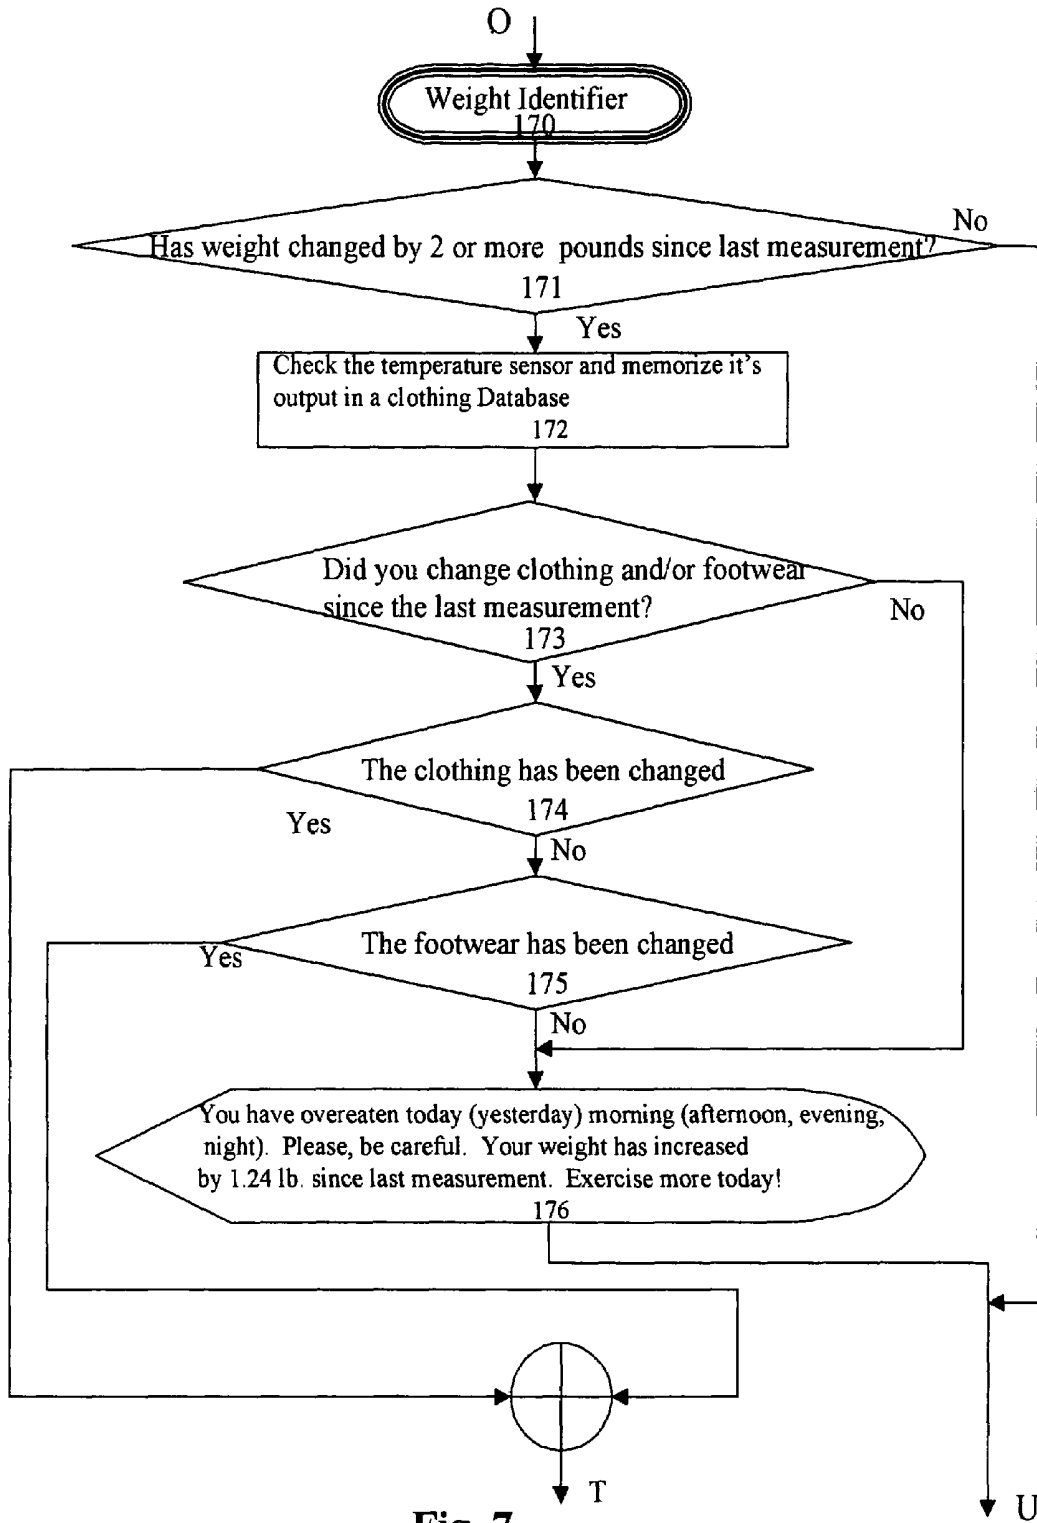 O
Weight Identifier
170
Has weight changed by 2 or more pounds since last measurement?
No
171
Yes
Check the temperature sensor and memorize it's
output in a clothing Database
172
Did you change clothing and/or footwear
since the last measurement?
No
173
Yes
The clothing has been changed
174
Yes
No
The footwear has been changed
Yes
175
No
You have overeaten today (yesterday) morning (afternoon, evening,
night). Please, be careful. Your weight has increased
by 1.24 lb. since last measurement. Exercise more today!
176
T
U
Fig. 7